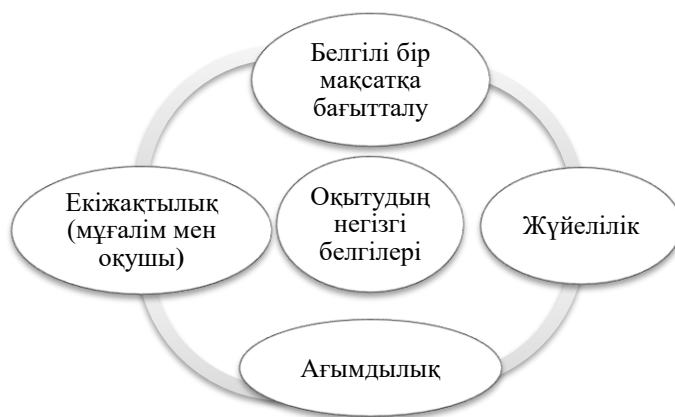 Белгілі бір
мақсатқа
бағытталу
Екіжақтылық
(мұғалім мен
оқушы)
Оқытудың
негізгі
белгілері
Жүйелілік
Ағымдылық